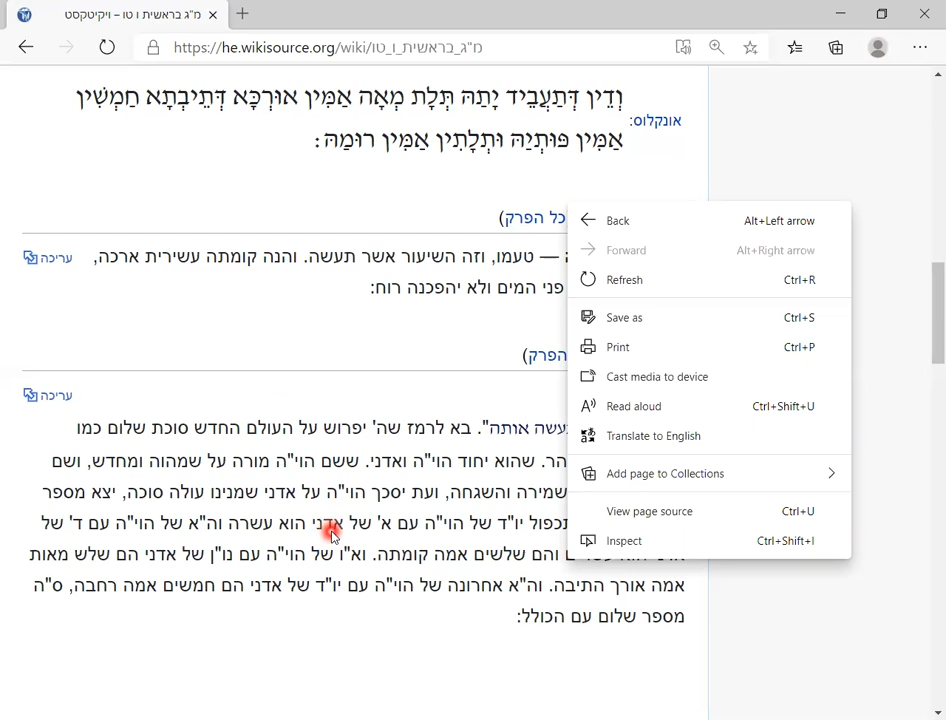 מ"ג בראשית ו טו – ויקיטקסט
https://he.wikisource.org/wiki/מ"ג_בראשית_ו_טו
אונקלוס:
וְדֵין דְּתַעֲבֵיד יָתַהּ תְּלָת מְאָה אַמִּין אוּרְכָּא דְּתֵיבְתָא חַמְשִׁין
אַמִּין פּוּתְיַהּ וּתְלָתִין אַמִּין רוּמַהּ:
כל הפרק)
עריכה
— טעמו, וזה השיעור אשר תעשה. והנה קומתה עשירית ארכה,
פני המים ולא יהפכנה רוח:
הפרק)
עריכה
תעשה אותה". בא לרמז שה' יפרוש על העולם החדש סוכת שלום כמו
הר. שהוא יחוד הוי"ה ואדני. ששם הוי"ה מורה על שמהוה ומחדש, ושם
שמירה והשגחה, ועת יסכך הוי"ה על אדני שמנינו עולה סוכה, יצא מספר
תכפול יו"ד של הוי"ה עם א' של אדני הוא עשרה וה"א של הוי"ה עם ד' של
והם שלשים אמה קומתה. וא"ו של הוי"ה עם נו"ן של אדני הם שלש מאות
אמה אורך התיבה. וה"א אחרונה של הוי"ה עם יו"ד של אדני הם חמשים אמה רחבה, ס"ה
מספר שלום עם הכולל:
Back Alt+Left arrow
Forward Alt+Right arrow
Refresh Ctrl+R
Save as Ctrl+S
Print Ctrl+P
Cast media to device
Read aloud Ctrl+Shift+U
Translate to English
Add page to Collections
View page source Ctrl+U
Inspect Ctrl+Shift+I